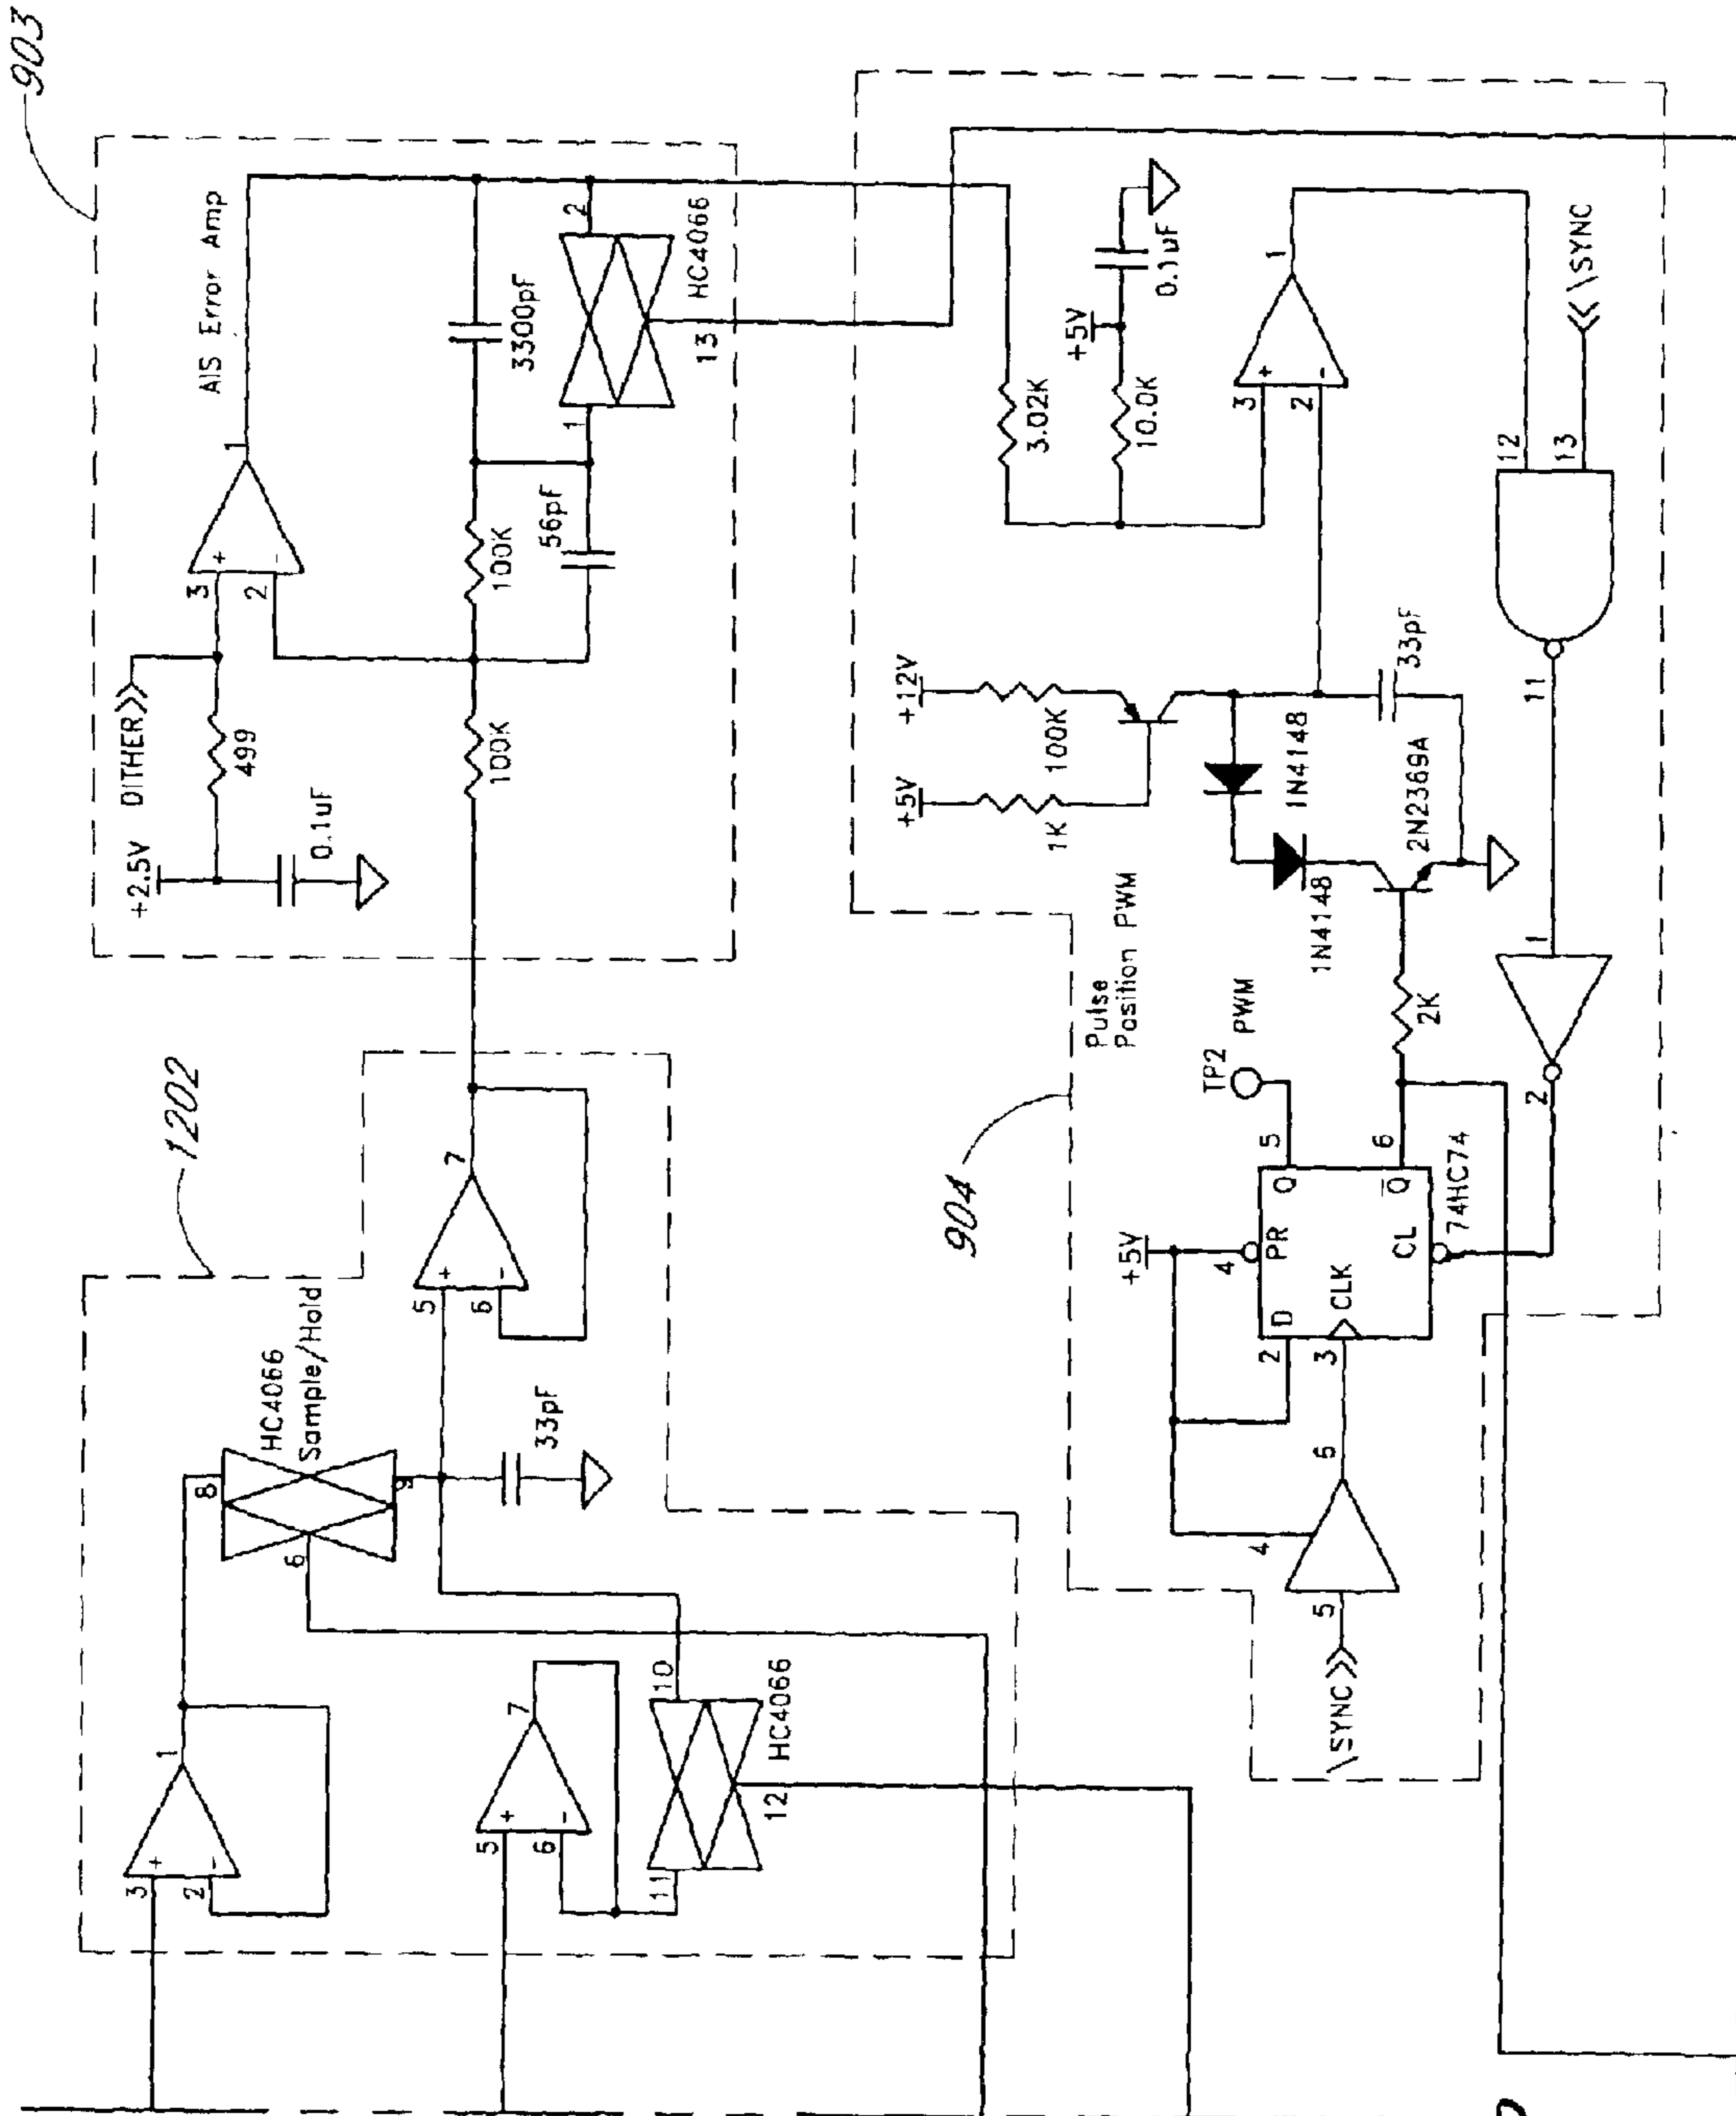 903
AIS Error Amp
DITHER
+2.5V
499
0.1uF
3
2
+
-
1
100K
100K
56pF
3300pF
1
2
13
HC4066
1202
HC4066
Sample/Hold
8
6
9
33pF
3
2
+
-
1
5
6
+
-
7
11
10
12
HC4066
5
6
+
-
7
904
Pulse
Position PWM
+5V
1K
+12V
100K
1N4148
1N4148
2N2369A
33pF
3.02K
+5V
10.0K
0.1uF
3
2
+
-
1
12
13
\SYNC
11
1
2
2K
TP2
PWM
+5V
4
PR
D
2
CLK
3
Q
5
Q
6
CL
74HC74
4
5
6
\SYNC